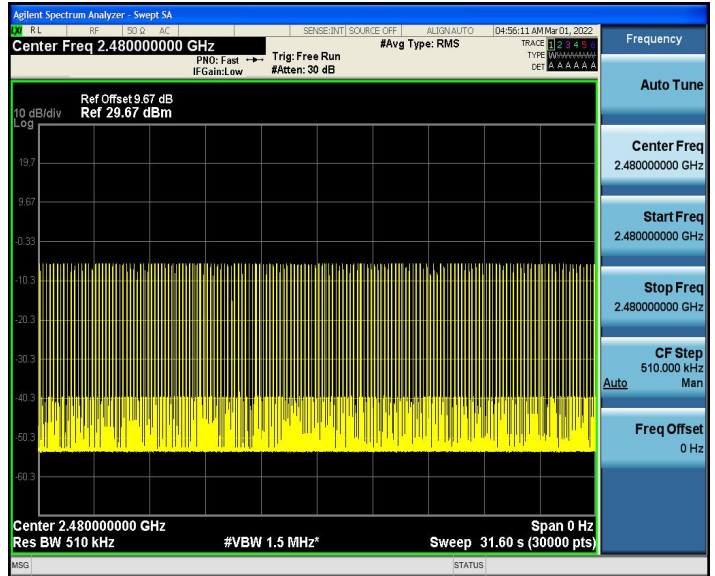 Agilent Spectrum Analyzer - Swept SA
LXI RL RF 50 Ω AC SENSE:INT SOURCE OFF ALIGNAUTO 04:56:11 AM Mar 01, 2022
Center Freq 2.480000000 GHz
#Avg Type: RMS
TRACE 1 2 3 4 5 6
PNO: Fast
Trig: Free Run
TYPE
IFGain:Low
#Atten: 30 dB
DET A A A A A A
Ref Offset 9.67 dB
10 dB/div Ref 29.67 dBm
Log
19.7
9.67
-0.33
-10.3
-20.3
-30.3
-40.3
-50.3
-60.3
Center 2.480000000 GHz
Span 0 Hz
Res BW 510 kHz
#VBW 1.5 MHz*
Sweep 31.60 s (30000 pts)
MSG
STATUS
Frequency
Auto Tune
Center Freq
2.480000000 GHz
Start Freq
2.480000000 GHz
Stop Freq
2.480000000 GHz
CF Step
510.000 kHz
Auto Man
Freq Offset
0 Hz